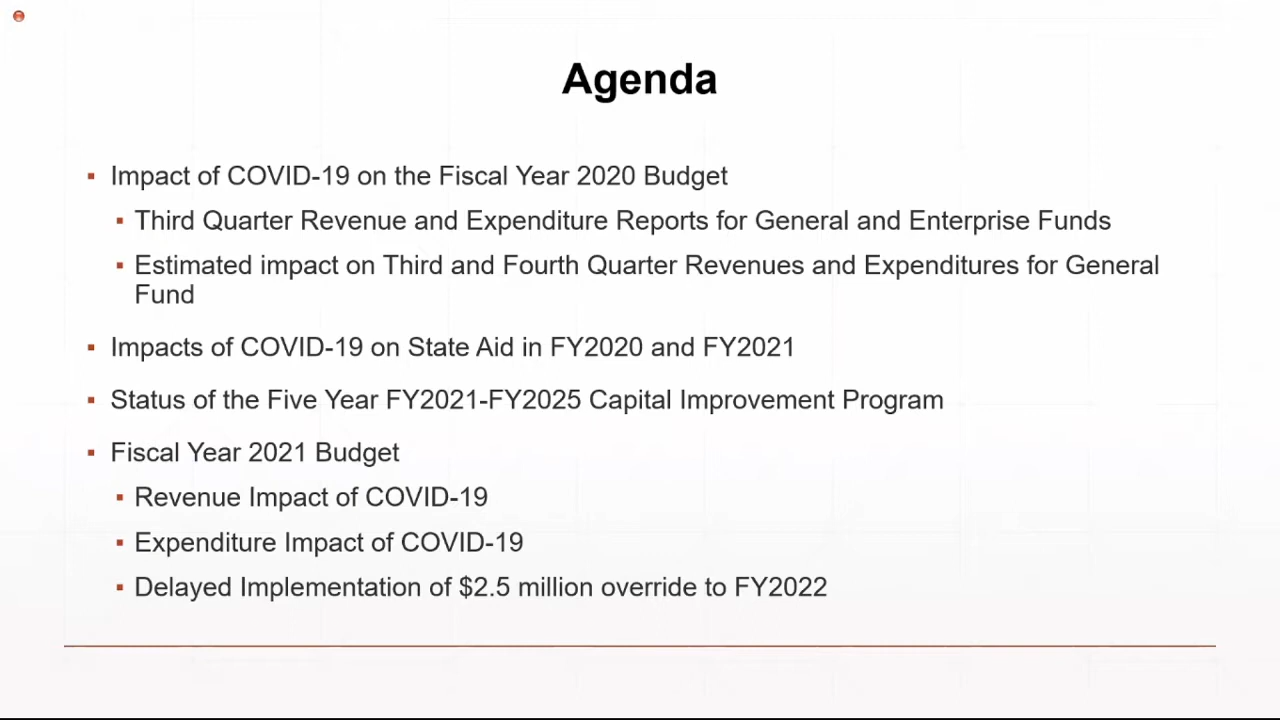 Agenda
▪ Impact of COVID-19 on the Fiscal Year 2020 Budget
▪ Third Quarter Revenue and Expenditure Reports for General and Enterprise Funds
▪ Estimated impact on Third and Fourth Quarter Revenues and Expenditures for General
Fund
▪ Impacts of COVID-19 on State Aid in FY2020 and FY2021
▪ Status of the Five Year FY2021-FY2025 Capital Improvement Program
▪ Fiscal Year 2021 Budget
▪ Revenue Impact of COVID-19
▪ Expenditure Impact of COVID-19
▪ Delayed Implementation of $2.5 million override to FY2022